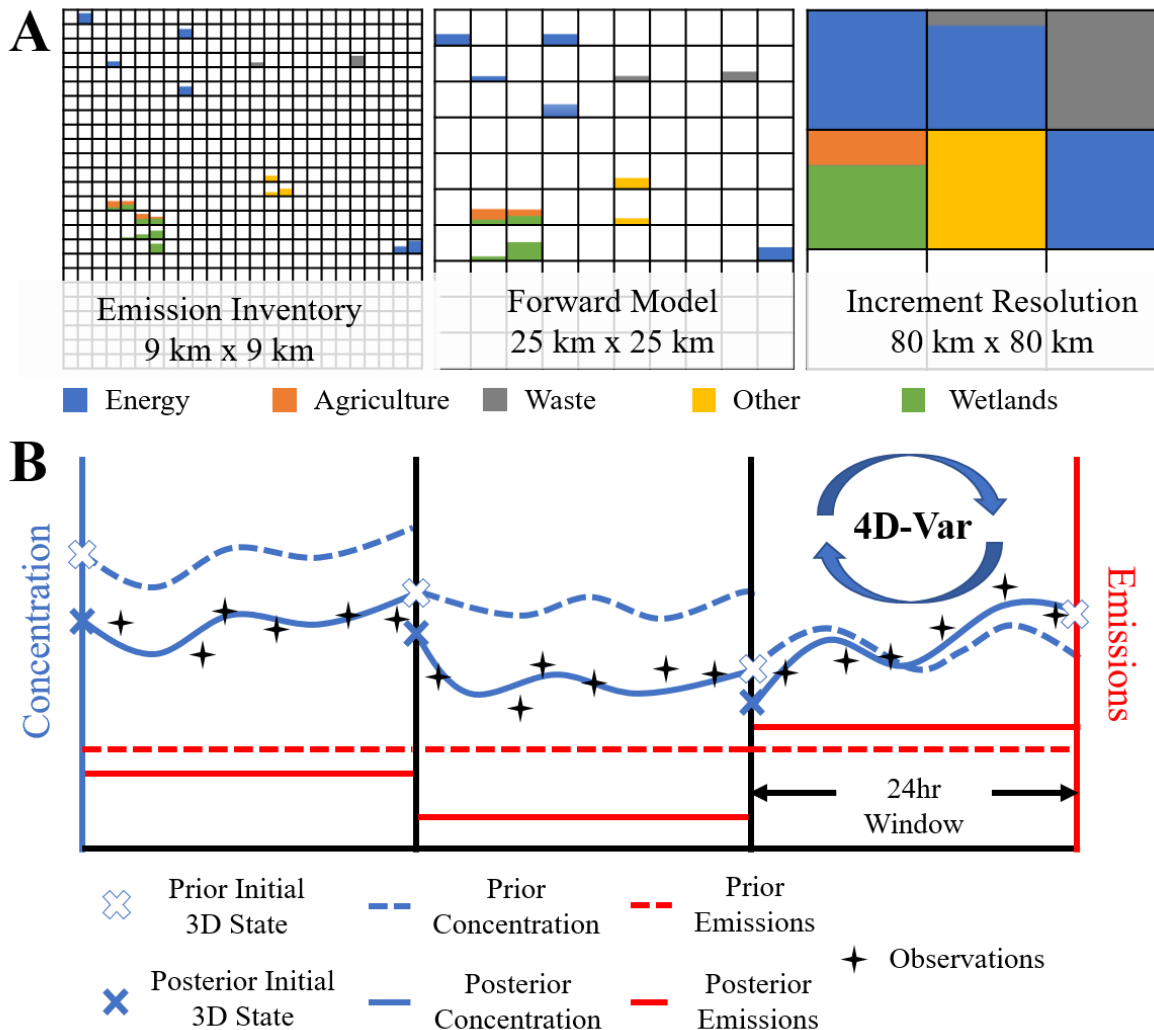 A
Emission Inventory
9 km x 9 km
Forward Model
25 km x 25 km
Increment Resolution
80 km x 80 km
Energy
Agriculture
Waste
Other
Wetlands
B
Concentration
4D-Var
Emissions
24hr
Window
Prior Initial
3D State
Prior
Concentration
Prior
Emissions
Observations
Posterior Initial
3D State
Posterior
Concentration
Posterior
Emissions